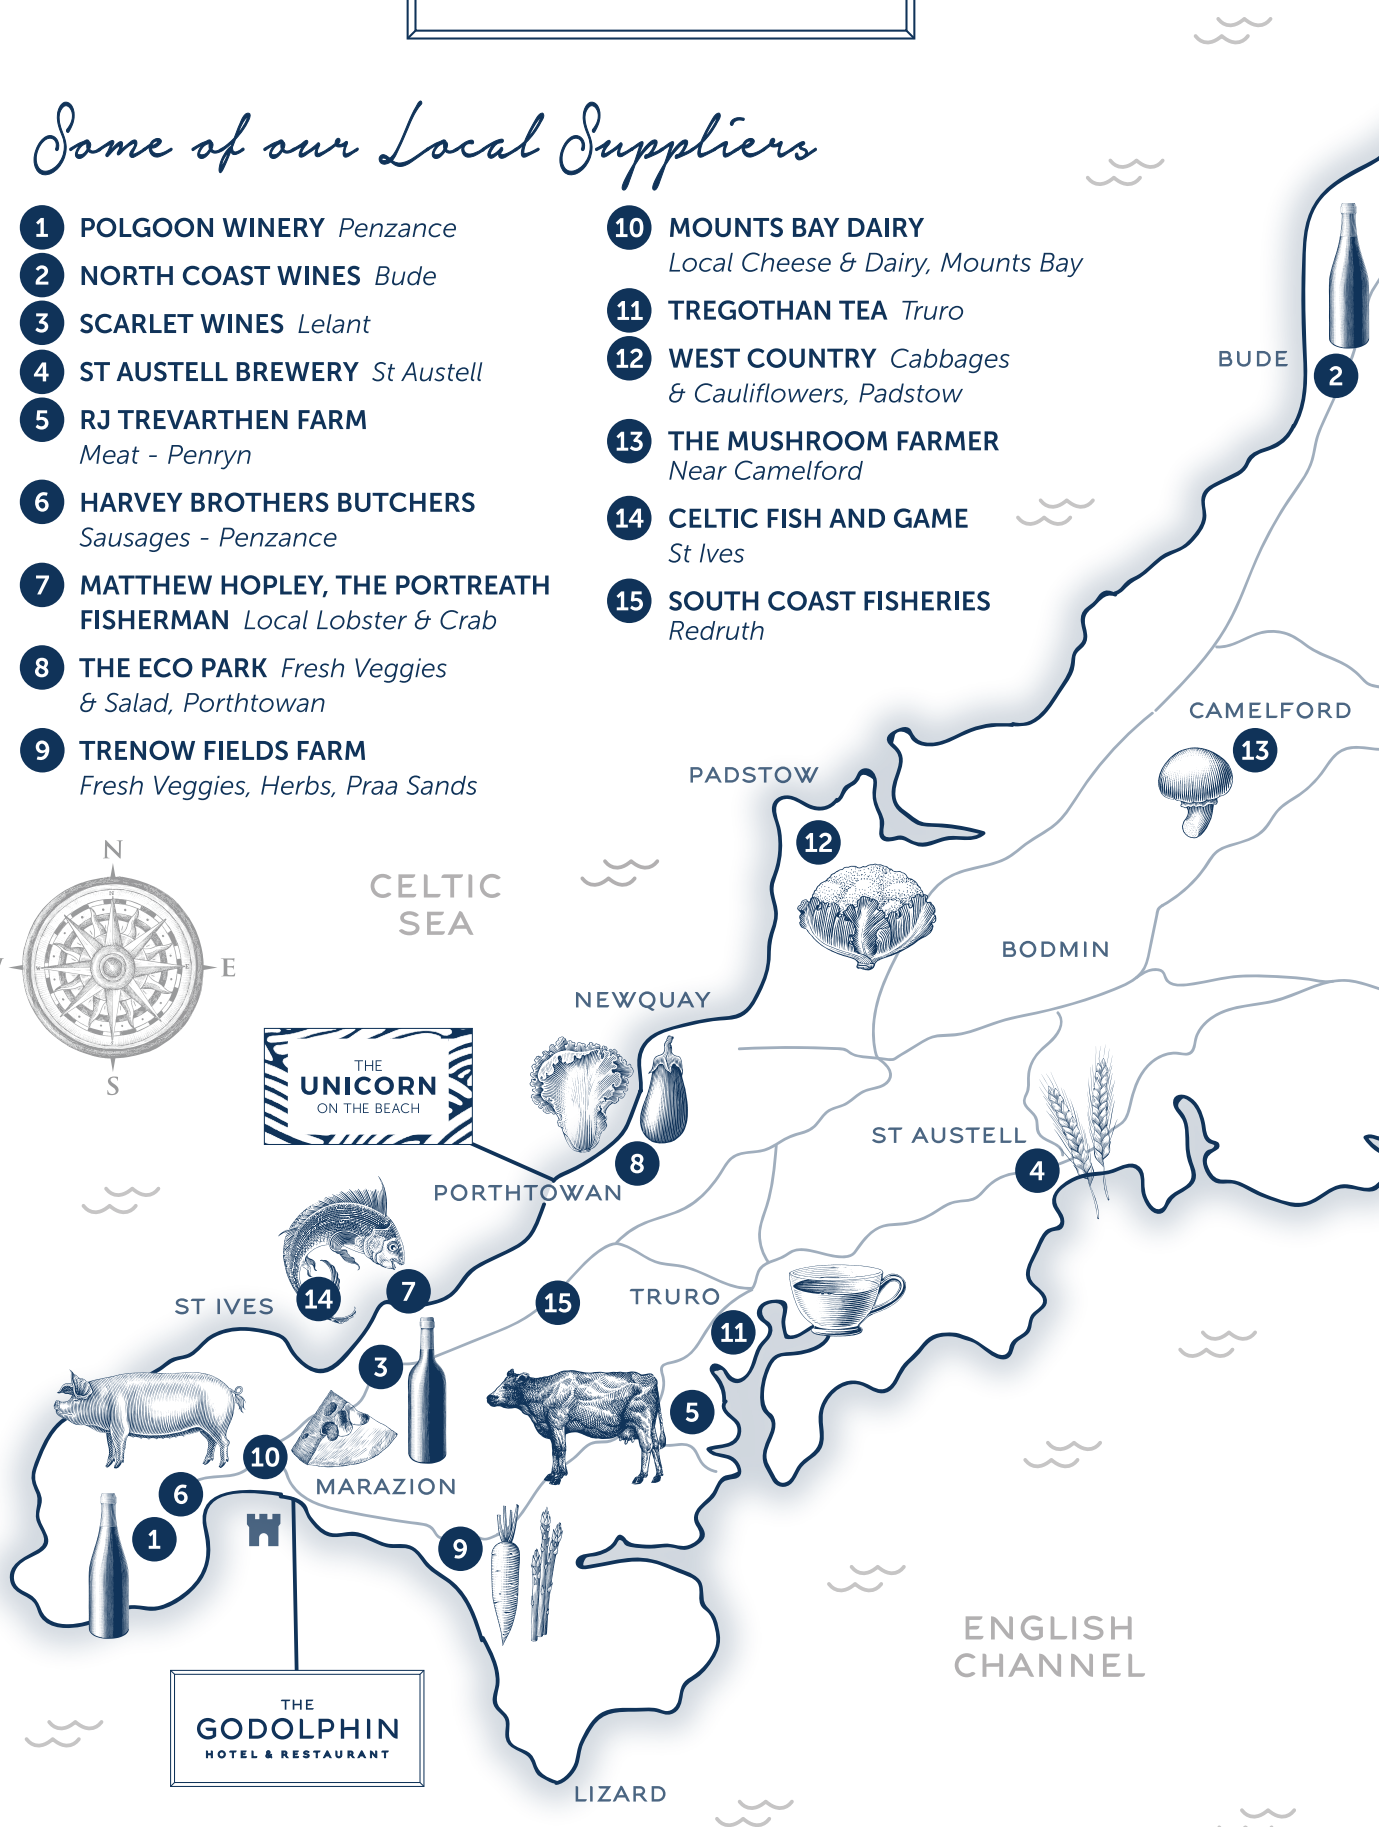 Some of our Local Suppliers
1 POLGOON WINERY Penzance
2 NORTH COAST WINES Bude
3 SCARLET WINES Lelant
4 ST AUSTELL BREWERY St Austell
5 RJ TREVARTHEN FARM
Meat - Penryn
6 HARVEY BROTHERS BUTCHERS
Sausages - Penzance
7 MATTHEW HOPLEY, THE PORTREATH
FISHERMAN Local Lobster & Crab
8 THE ECO PARK Fresh Veggies
& Salad, Porthtowan
9 TRENOW FIELDS FARM
Fresh Veggies, Herbs, Praa Sands
10 MOUNTS BAY DAIRY
Local Cheese & Dairy, Mounts Bay
11 TREGOTHAN TEA Truro
12 WEST COUNTRY Cabbages
& Cauliflowers, Padstow
13 THE MUSHROOM FARMER
Near Camelford
14 CELTIC FISH AND GAME
St Ives
15 SOUTH COAST FISHERIES
Redruth
BUDE
2
CAMELFORD
13
PADSTOW
12
N
E
S
CELTIC
SEA
BODMIN
NEWQUAY
THE
UNICORN
ON THE BEACH
8
ST AUSTELL
4
PORTHTOWAN
ST IVES
14
7
15
TRURO
11
3
5
10
MARAZION
6
1
9
ENGLISH
CHANNEL
THE
GODOLPHIN
HOTEL & RESTAURANT
LIZARD